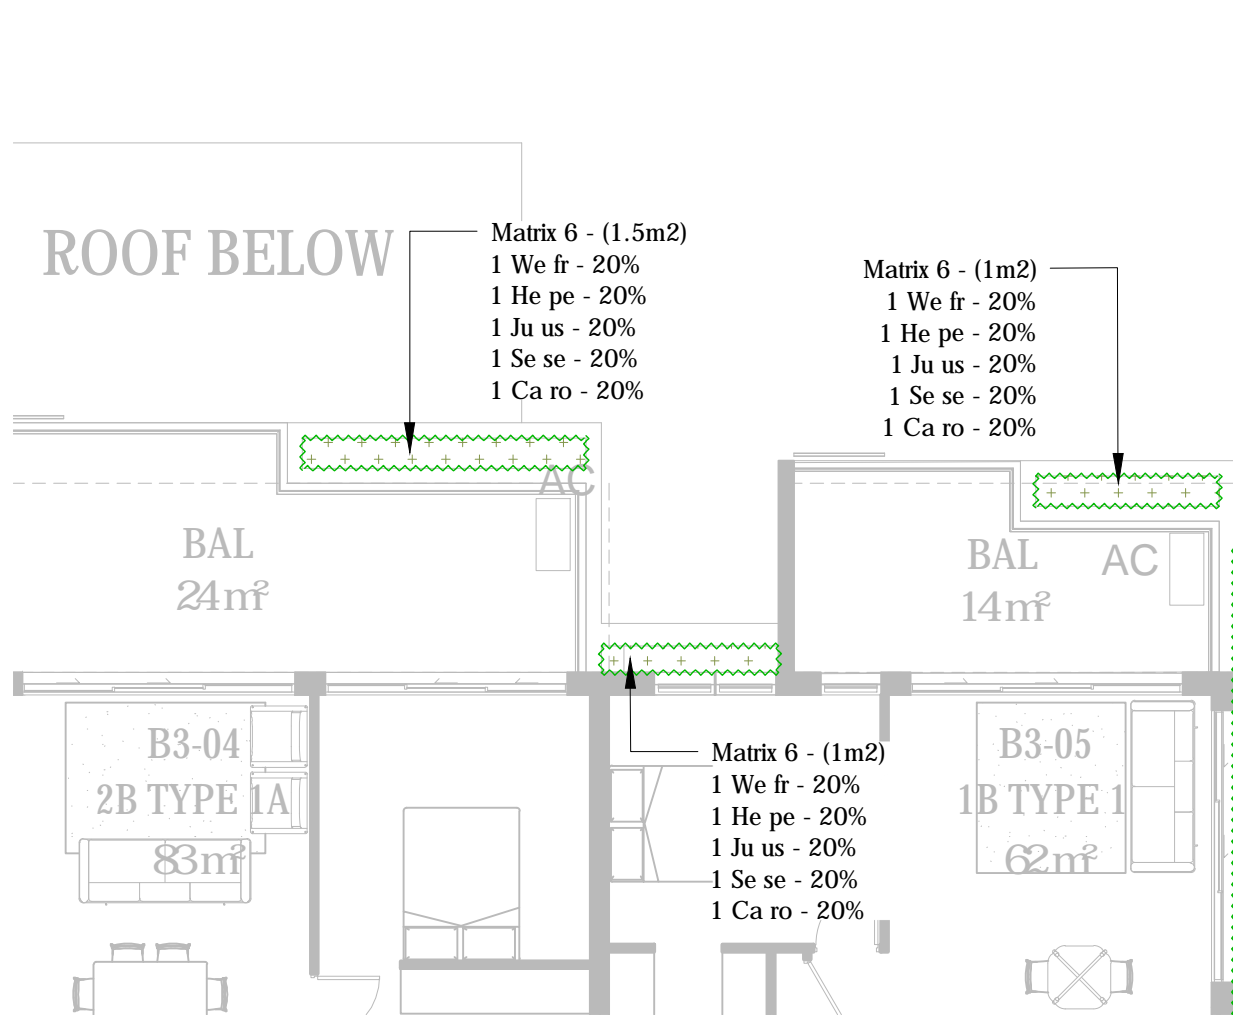 ROOF BELOW
Matrix 6 - (1.5m2)
1 We fr - 20%
1 He pe - 20%
1 Ju us - 20%
1 Se se - 20%
1 Ca ro - 20%
Matrix 6 - (1m2)
1 We fr - 20%
1 He pe - 20%
1 Ju us - 20%
1 Se se - 20%
1 Ca ro - 20%
AC
BAL
24m²
BAL
14m²
AC
B3-04
2B TYPE 1A
83m²
Matrix 6 - (1m2)
1 We fr - 20%
1 He pe - 20%
1 Ju us - 20%
1 Se se - 20%
1 Ca ro - 20%
B3-05
1B TYPE 1
62m²